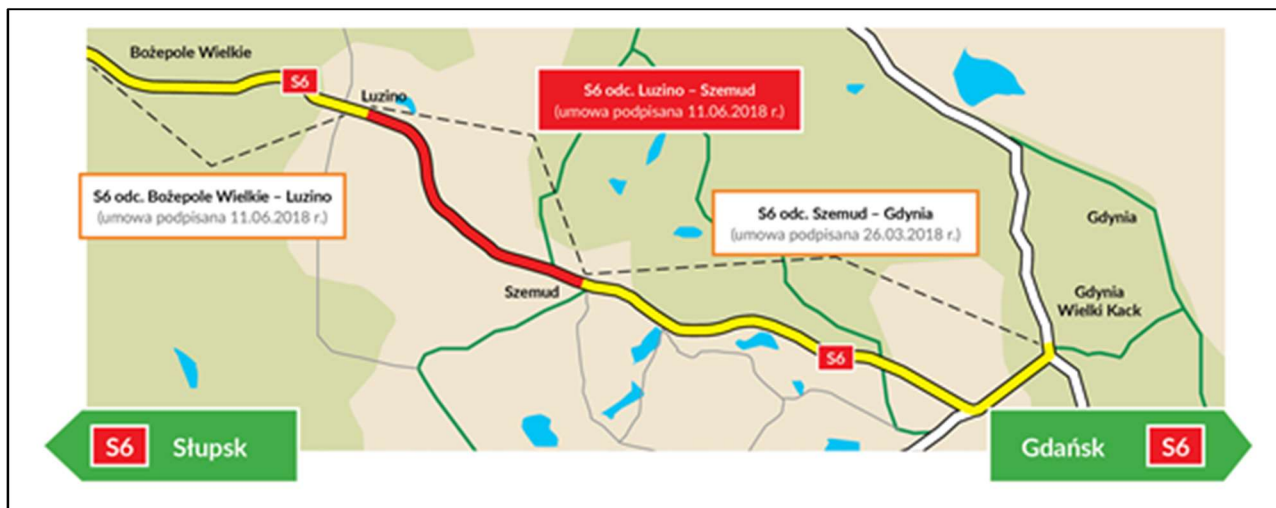 Bożepole Wielkie
S6
Luzino
S6 odc. Luzino – Szemud
(umowa podpisana 11.06.2018 r.)
S6 odc. Bożepole Wielkie – Luzino
(umowa podpisana 11.06.2018 r.)
S6 odc. Szemud – Gdynia
(umowa podpisana 26.03.2018 r.)
Gdynia
Szemud
Gdynia
Wielki Kack
S6
S6 Słupsk
Gdańsk S6